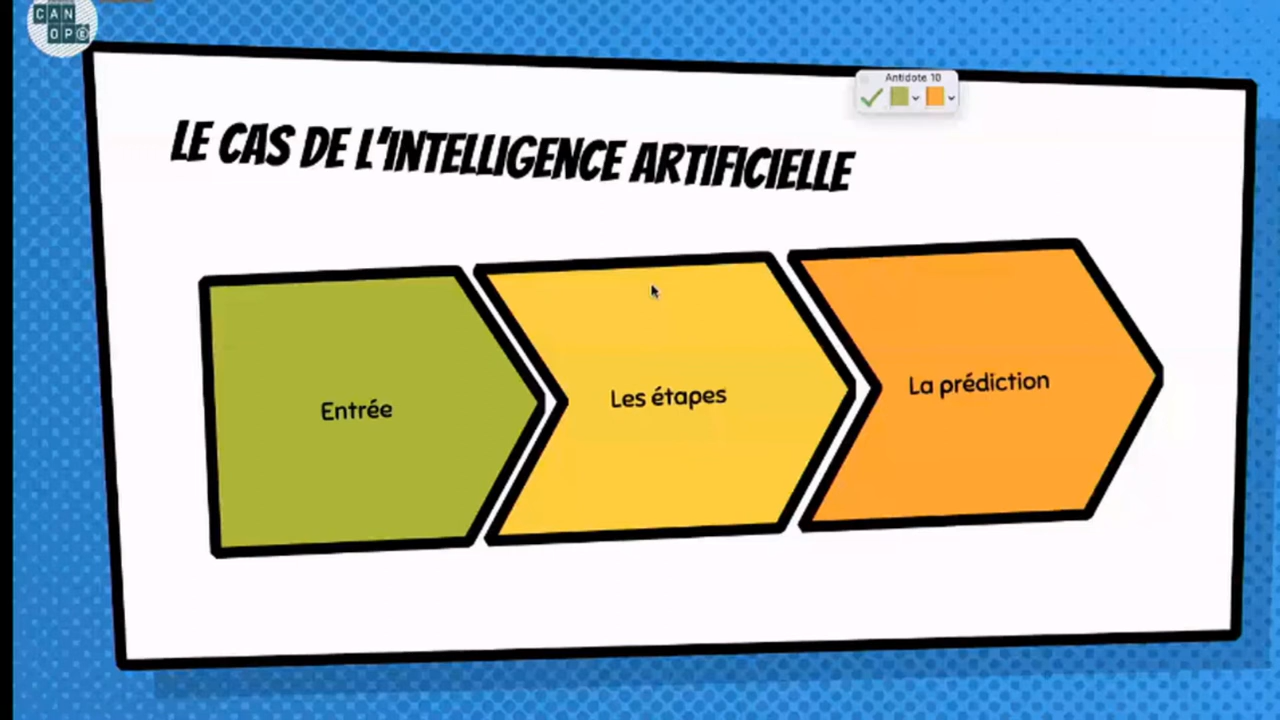 CAN
OPÉ
Antidote 10
LE CAS DE L'INTELLIGENCE ARTIFICIELLE
Entrée
Les étapes
La prédiction